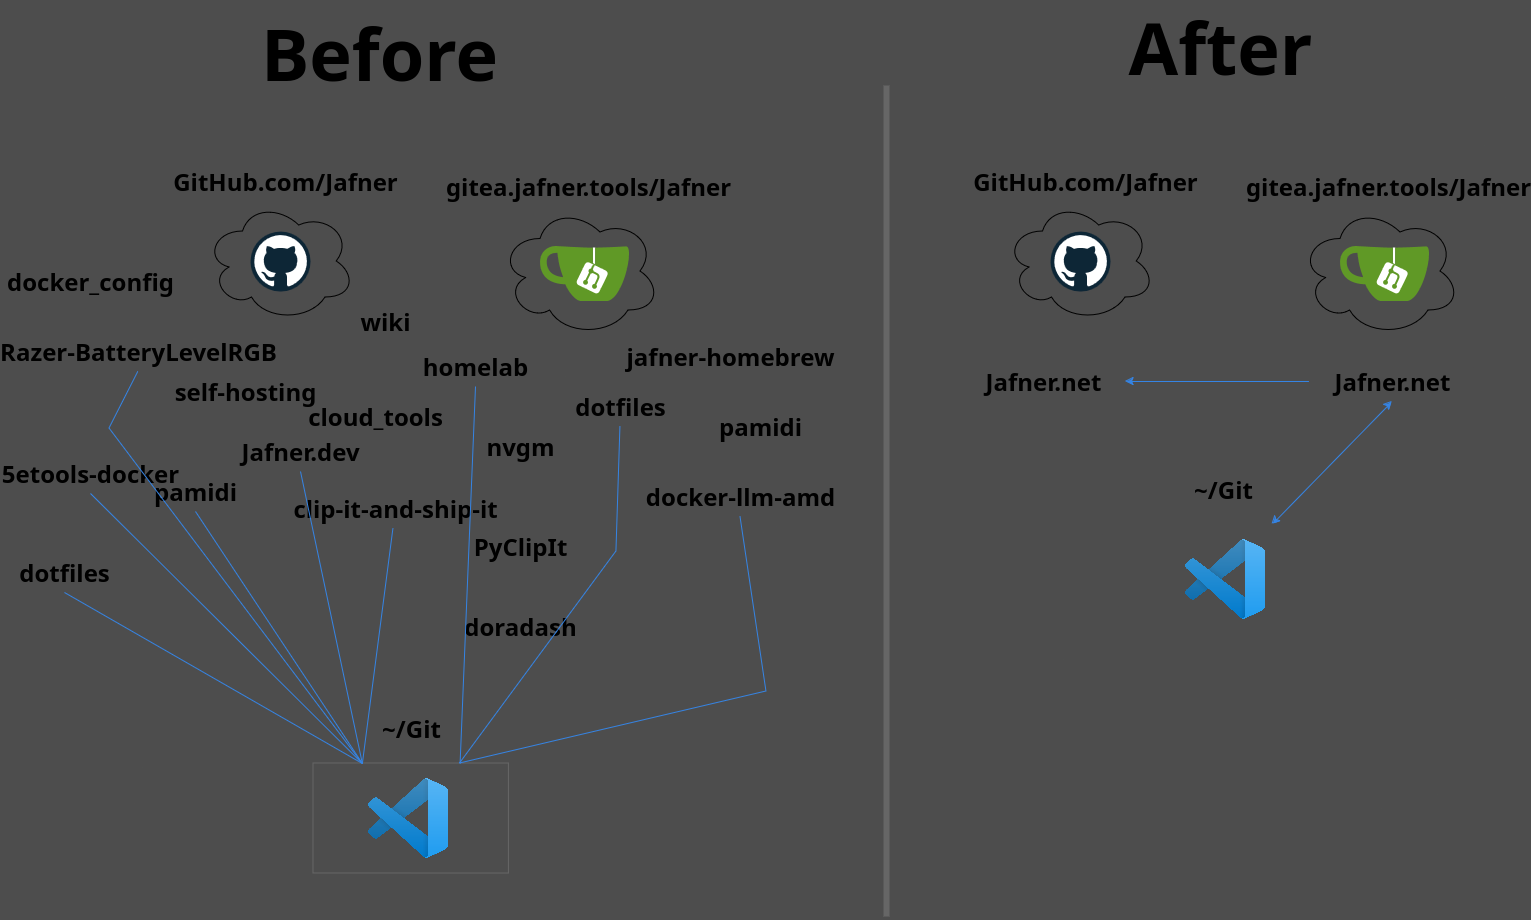 Before
GitHub.com/Jafner
gitea.jafner.tools/Jafner
docker_config
wiki
Razer-BatteryLevelRGB
homelab
jafner-homebrew
self-hosting
dotfiles
cloud_tools
pamidi
Jafner.dev
nvgm
5etools-docker
pamidi
docker-llm-amd
clip-it-and-ship-it
PyClipIt
dotfiles
doradash
~/Git
After
GitHub.com/Jafner
gitea.jafner.tools/Jafner
Jafner.net
Jafner.net
~/Git